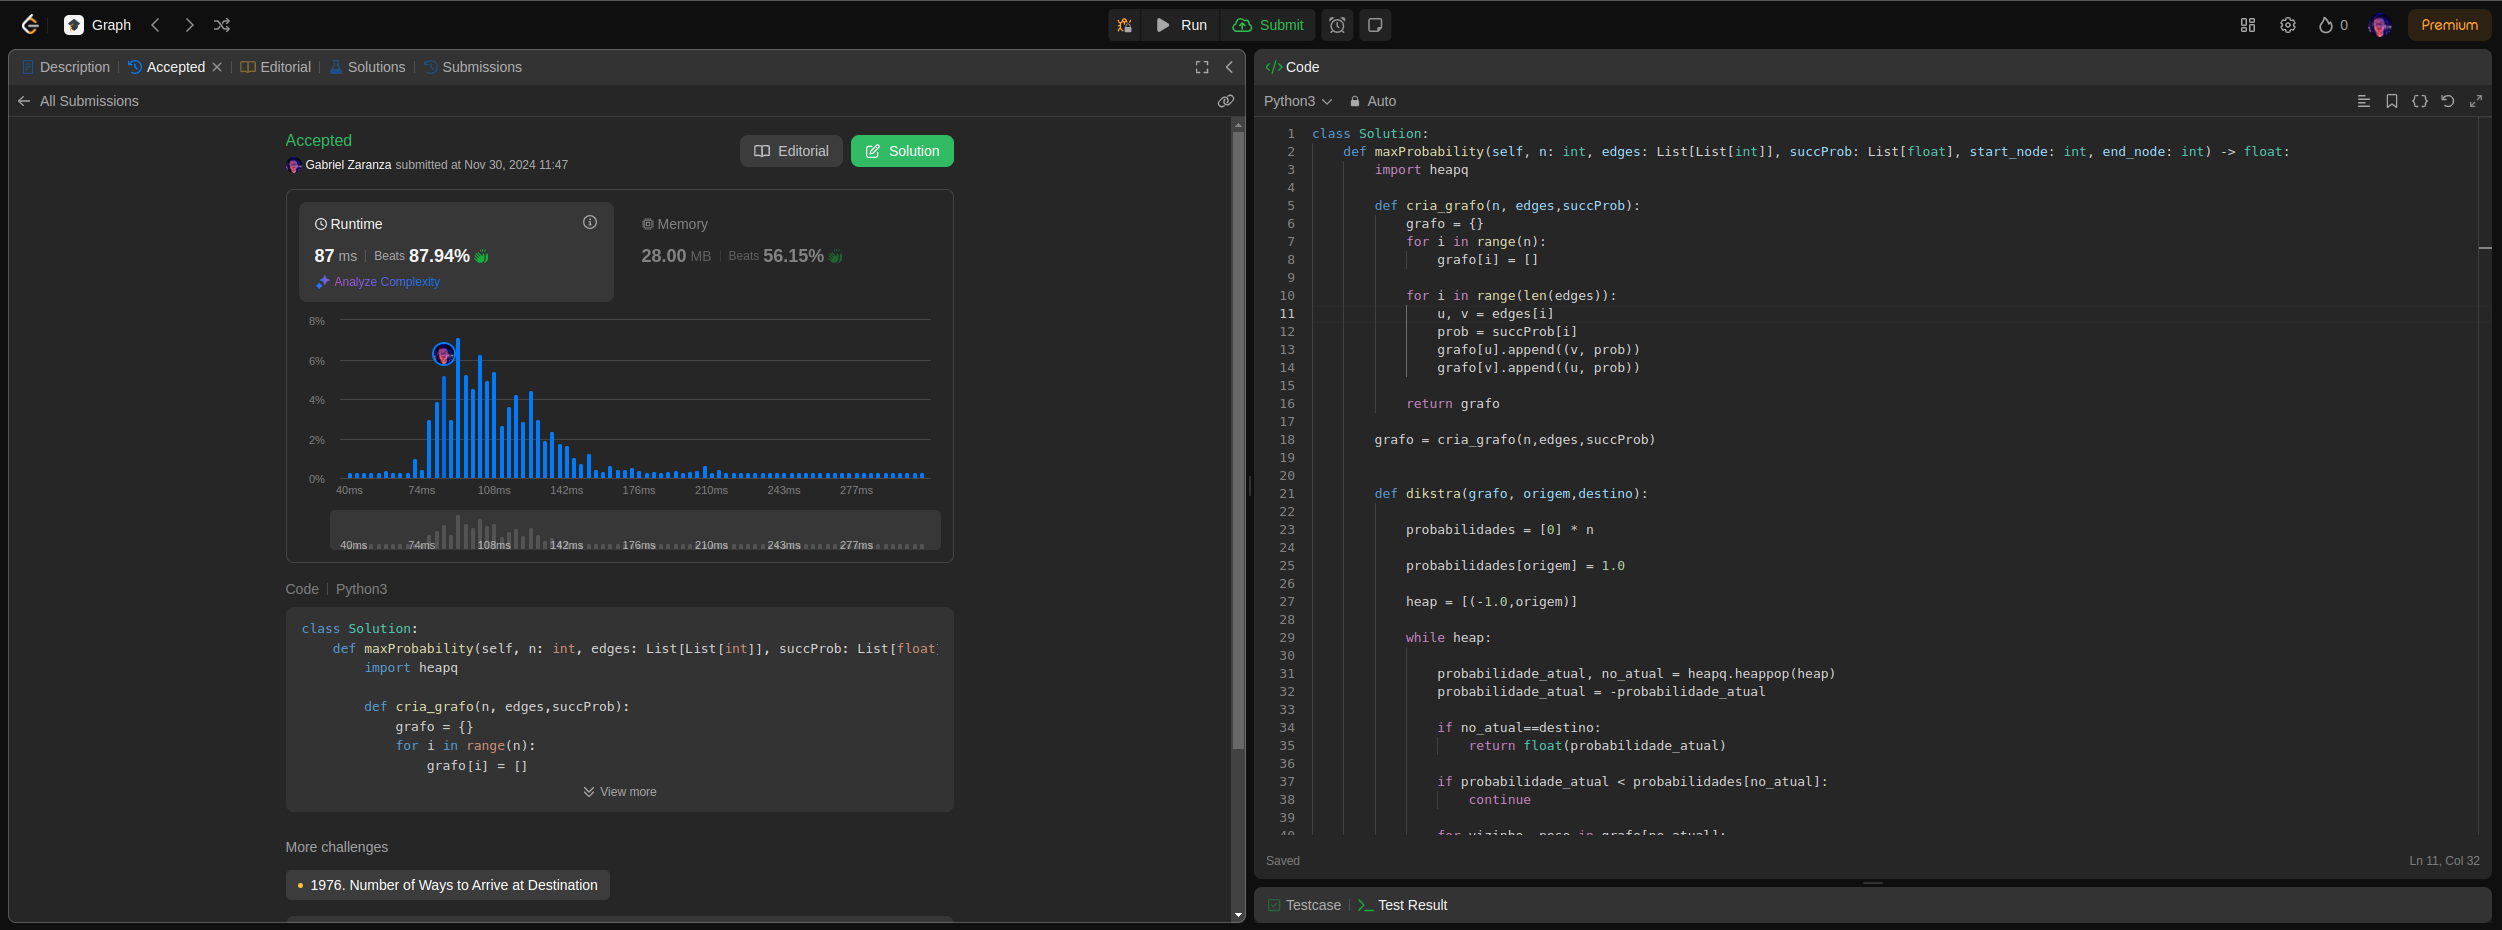 Graph
Run
Submit
0
Premium
Description
Accepted
Editorial
Solutions
Submissions
All Submissions
Accepted
Gabriel Zaranza submitted at Nov 30, 2024 11:47
Editorial
Solution
Runtime
87 ms | Beats 87.94%
Analyze Complexity
Memory
28.00 MB | Beats 56.15%
8%
6%
4%
2%
0%
40ms 74ms 108ms 142ms 176ms 210ms 243ms 277ms
40ms 74ms 108ms 142ms 176ms 210ms 243ms 277ms
Code | Python3
class Solution:
    def maxProbability(self, n: int, edges: List[List[int]], succProb: List[float]
        import heapq
        def cria_grafo(n, edges,succProb):
            grafo = {}
            for i in range(n):
                grafo[i] = []
View more
More challenges
1976. Number of Ways to Arrive at Destination
</> Code
Python3
Auto
1 class Solution:
2     def maxProbability(self, n: int, edges: List[List[int]], succProb: List[float], start_node: int, end_node: int) -> float:
3         import heapq
4
5         def cria_grafo(n, edges,succProb):
6             grafo = {}
7             for i in range(n):
8                 grafo[i] = []
9
10             for i in range(len(edges)):
11                 u, v = edges[i]
12                 prob = succProb[i]
13                 grafo[u].append((v, prob))
14                 grafo[v].append((u, prob))
15
16             return grafo
17
18         grafo = cria_grafo(n,edges,succProb)
19
20
21         def dikstra(grafo, origem,destino):
22
23             probabilidades = [0] * n
24
25             probabilidades[origem] = 1.0
26
27             heap = [(-1.0,origem)]
28
29             while heap:
30
31                 probabilidade_atual, no_atual = heapq.heappop(heap)
32                 probabilidade_atual = -probabilidade_atual
33
34                 if no_atual==destino:
35                     return float(probabilidade_atual)
36
37                 if probabilidade_atual < probabilidades[no_atual]:
38                     continue
39
40                 for vizinho, peso in grafo[no_atual]:
Saved
Ln 11, Col 32
Testcase
Test Result